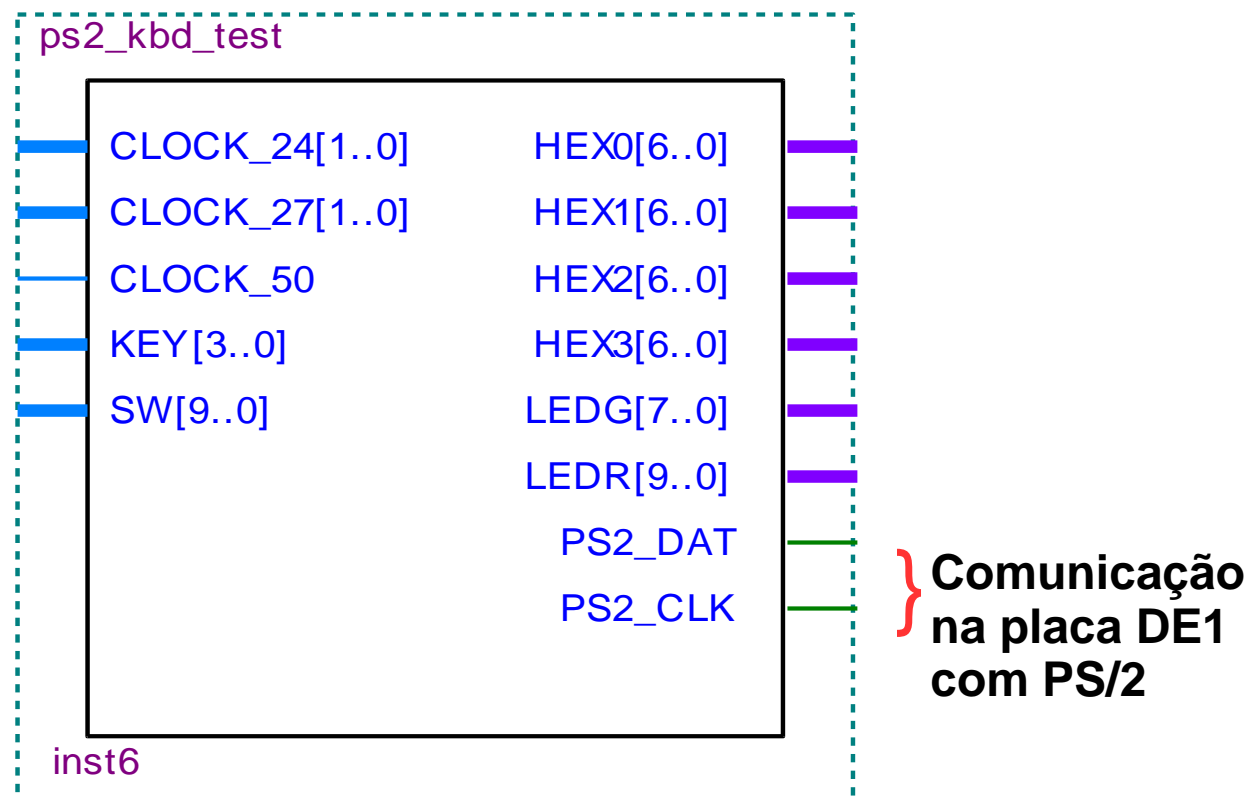 ps2_kbd_test
CLOCK_24[1..0] HEX0[6..0]
CLOCK_27[1..0] HEX1[6..0]
CLOCK_50 HEX2[6..0]
KEY[3..0] HEX3[6..0]
SW[9..0] LEDG[7..0]
LEDR[9..0]
PS2_DAT
PS2_CLK
} Comunicação
na placa DE1
com PS/2
inst6